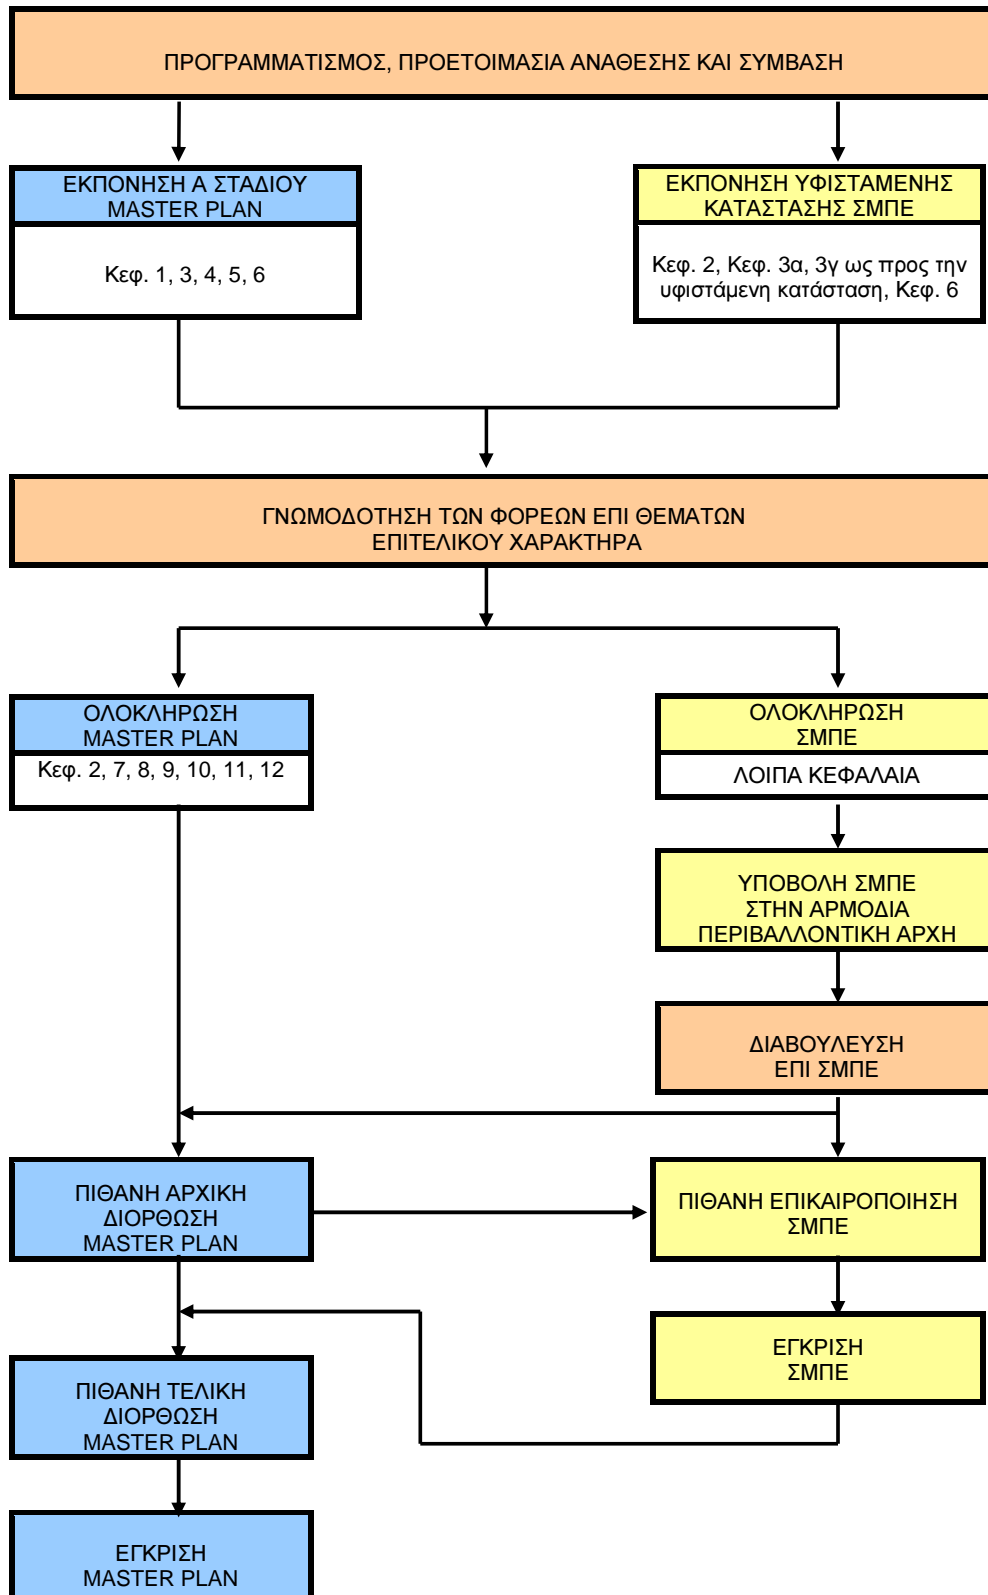 ΠΡΟΓΡΑΜΜΑΤΙΣΜΟΣ, ΠΡΟΕΤΟΙΜΑΣΙΑ ΑΝΑΘΕΣΗΣ ΚΑΙ ΣΥΜΒΑΣΗ
ΕΚΠΟΝΗΣΗ Α ΣΤΑΔΙΟΥ
MASTER PLAN
Κεφ. 1, 3, 4, 5, 6
ΕΚΠΟΝΗΣΗ ΥΦΙΣΤΑΜΕΝΗΣ
ΚΑΤΑΣΤΑΣΗΣ ΣΜΠΕ
Κεφ. 2, Κεφ. 3α, 3γ ως προς την
υφιστάμενη κατάσταση, Κεφ. 6
ΓΝΩΜΟΔΟΤΗΣΗ ΤΩΝ ΦΟΡΕΩΝ ΕΠΙ ΘΕΜΑΤΩΝ
ΕΠΙΤΕΛΙΚΟΥ ΧΑΡΑΚΤΗΡΑ
ΟΛΟΚΛΗΡΩΣΗ
MASTER PLAN
Κεφ. 2, 7, 8, 9, 10, 11, 12
ΟΛΟΚΛΗΡΩΣΗ
ΣΜΠΕ
ΛΟΙΠΑ ΚΕΦΑΛΑΙΑ
ΥΠΟΒΟΛΗ ΣΜΠΕ
ΣΤΗΝ ΑΡΜΟΔΙΑ
ΠΕΡΙΒΑΛΛΟΝΤΙΚΗ ΑΡΧΗ
ΔΙΑΒΟΥΛΕΥΣΗ
ΕΠΙ ΣΜΠΕ
ΠΙΘΑΝΗ ΑΡΧΙΚΗ
ΔΙΟΡΘΩΣΗ
MASTER PLAN
ΠΙΘΑΝΗ ΕΠΙΚΑΙΡΟΠΟΙΗΣΗ
ΣΜΠΕ
ΕΓΚΡΙΣΗ
ΣΜΠΕ
ΠΙΘΑΝΗ ΤΕΛΙΚΗ
ΔΙΟΡΘΩΣΗ
MASTER PLAN
ΕΓΚΡΙΣΗ
MASTER PLAN